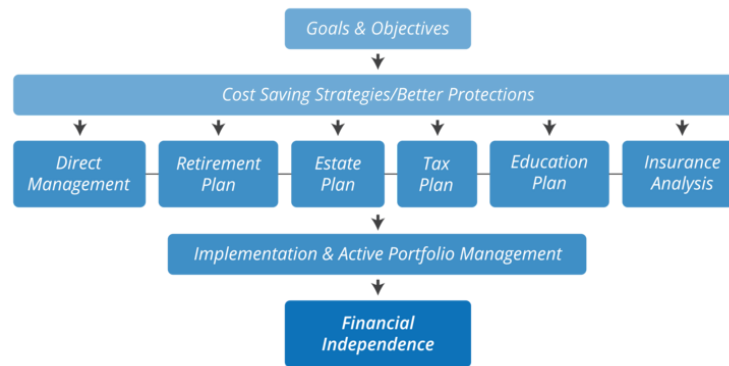 Goals & Objectives
Cost Saving Strategies/Better Protections
Direct
Management
Retirement
Plan
Estate
Plan
Tax
Plan
Education
Plan
Insurance
Analysis
Implementation & Active Portfolio Management
Financial
Independence